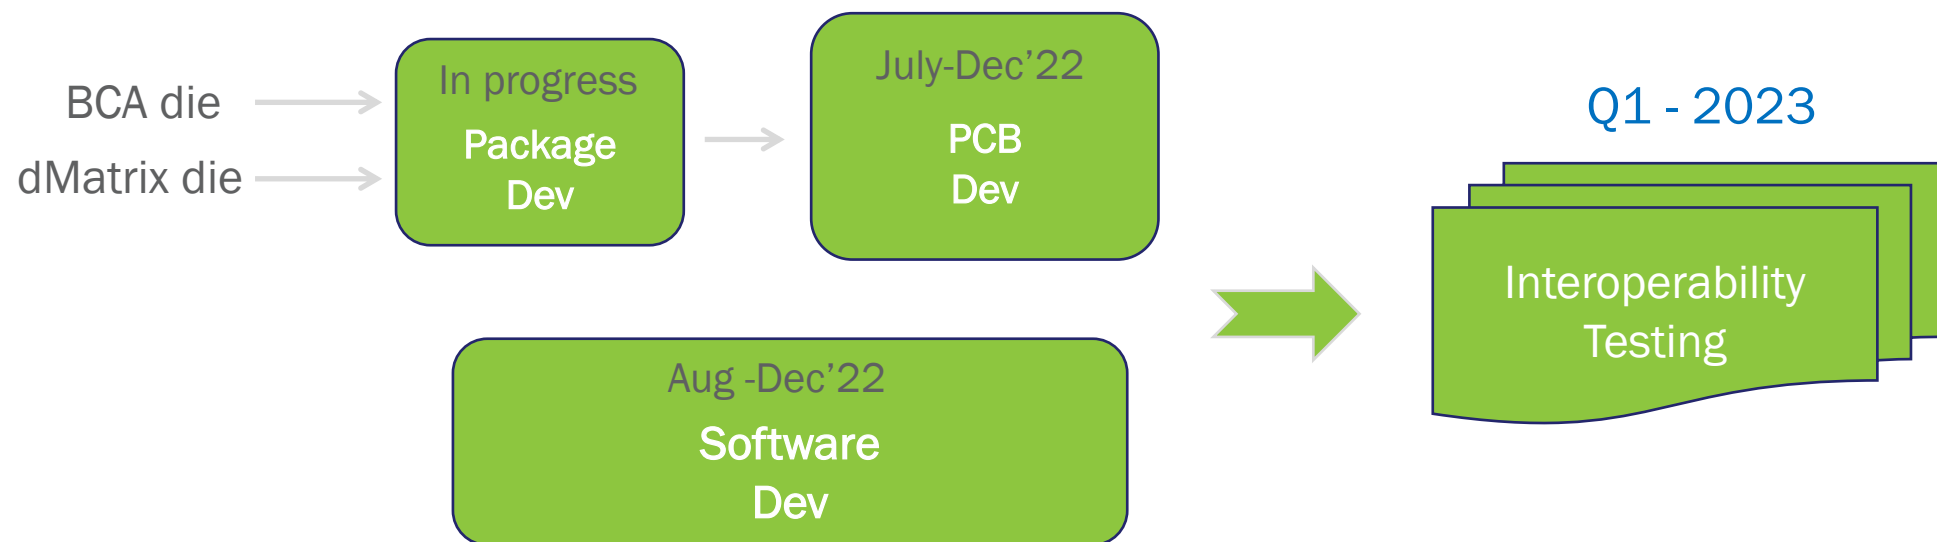 BCA die
dMatrix die
In progress
Package
Dev
July-Dec’22
PCB
Dev
Aug -Dec’22
Software
Dev
Q1 - 2023
Interoperability
Testing